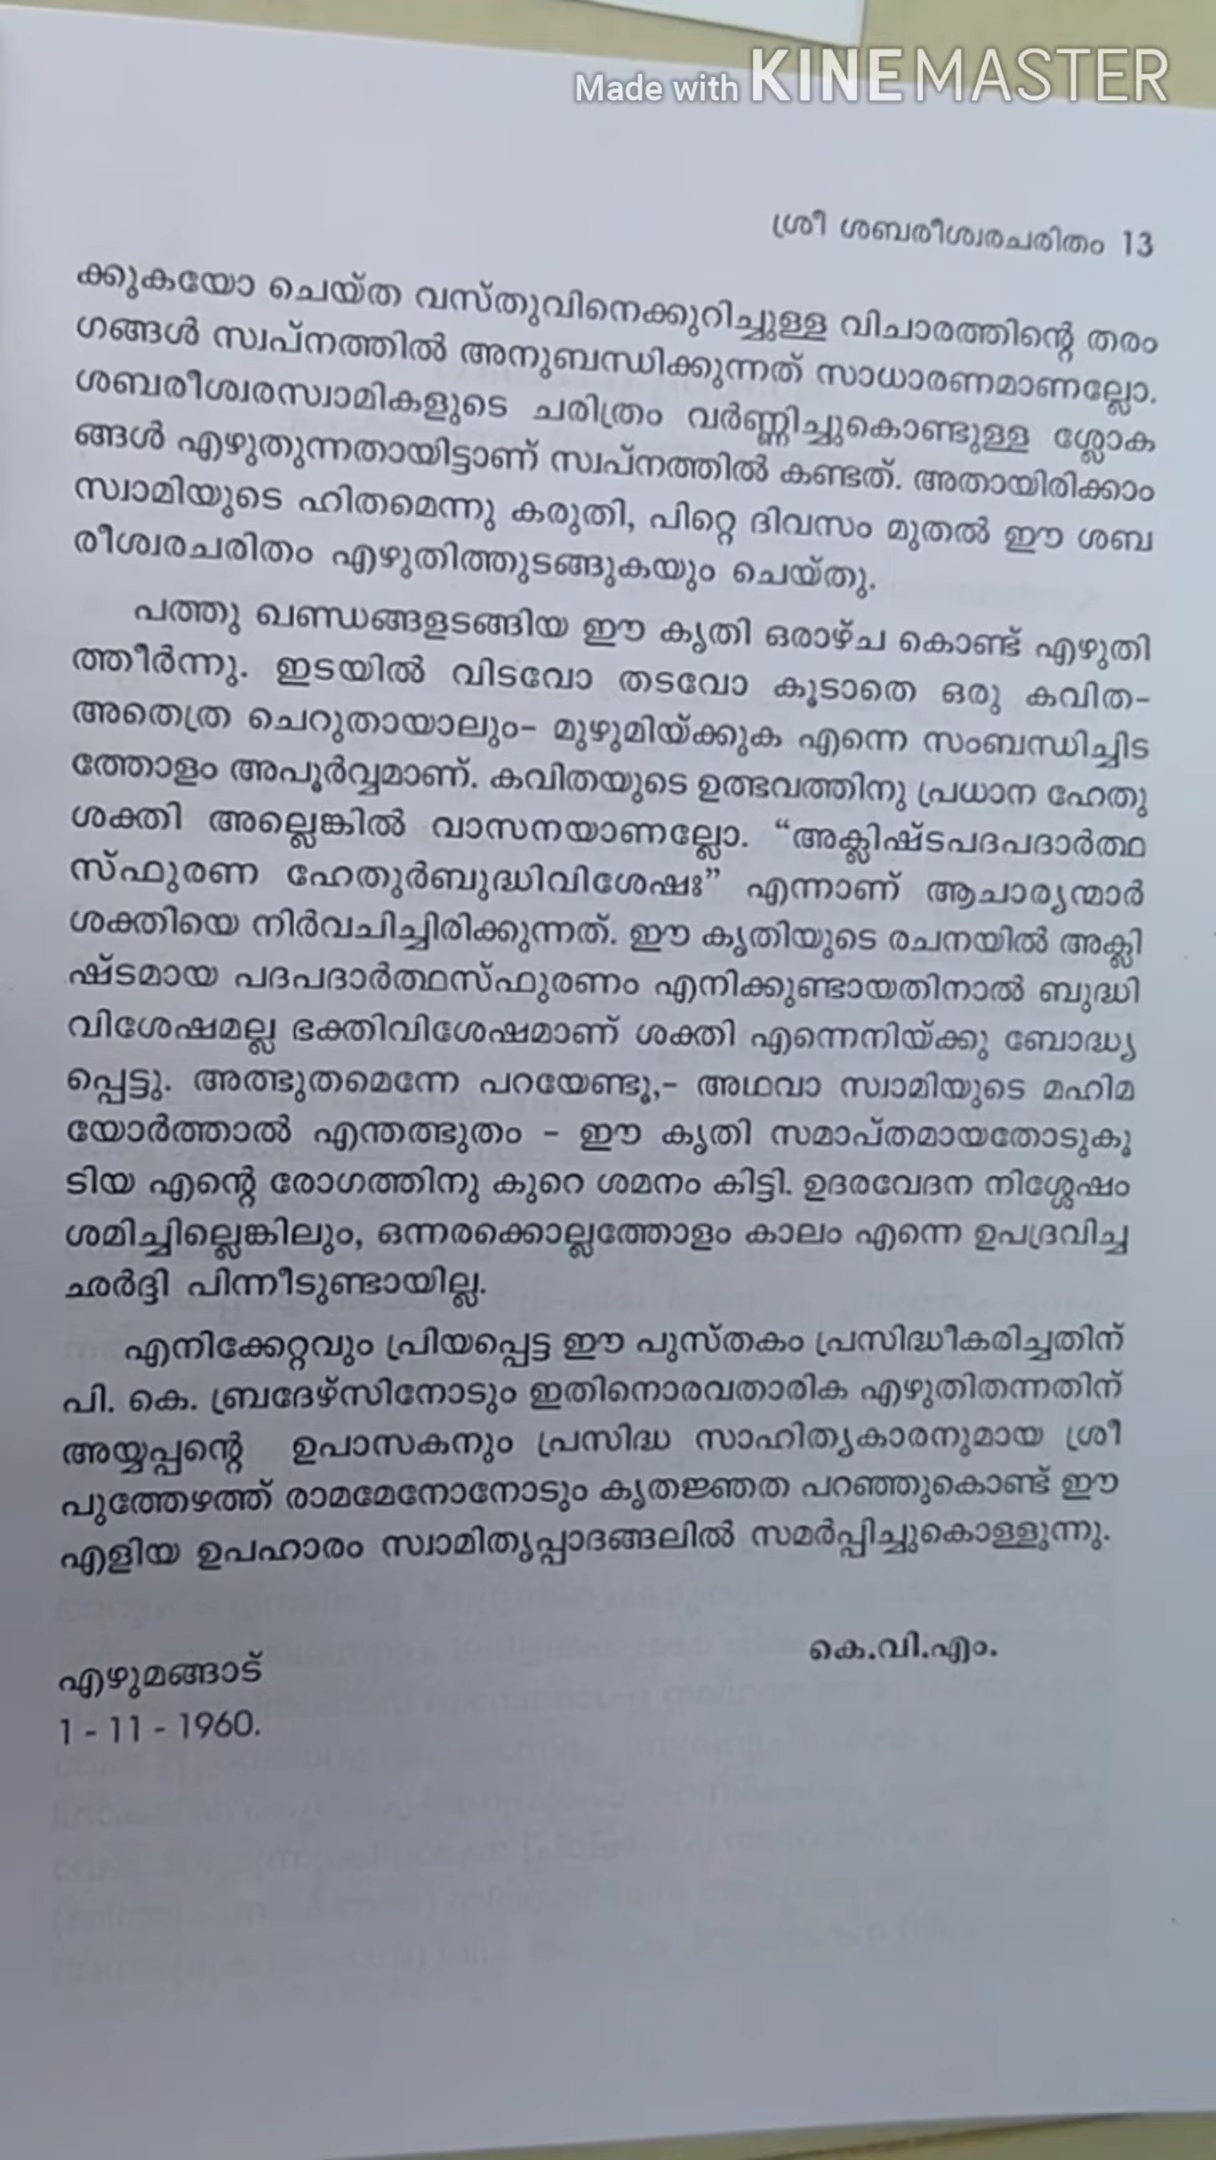 Made with KINEMASTER
ശ്രീ ശബരീശ്വരചരിതം 13
ക്കുകയോ ചെയ്ത വസ്തുവിനെക്കുറിച്ചുള്ള വിചാരത്തിന്റെ തരം
ഗങ്ങൾ സ്വപ്നത്തിൽ അനുബന്ധിക്കുന്നത് സാധാരണമാണല്ലോ.
ശബരീശ്വരസ്വാമികളുടെ ചരിത്രം വർണ്ണിച്ചുകൊണ്ടുള്ള ശ്ലോക
ങ്ങൾ എഴുതുന്നതായിട്ടാണ് സ്വപ്നത്തിൽ കണ്ടത്. അതായിരിക്കാം
സ്വാമിയുടെ ഹിതമെന്നു കരുതി, പിറ്റെ ദിവസം മുതൽ ഈ ശബ
രീശ്വരചരിതം എഴുതിത്തുടങ്ങുകയും ചെയ്തു.
പത്തു ഖണ്ഡങ്ങളടങ്ങിയ ഈ കൃതി ഒരാഴ്ച കൊണ്ട് എഴുതി
ത്തീർന്നു. ഇടയിൽ വിടവോ തടവോ കൂടാതെ ഒരു കവിത-
അതെത്ര ചെറുതായാലും- മുഴുമിയ്ക്കുക എന്നെ സംബന്ധിച്ചിട
ത്തോളം അപൂർവ്വമാണ്. കവിതയുടെ ഉത്ഭവത്തിനു പ്രധാന ഹേതു
ശക്തി അല്ലെങ്കിൽ വാസനയാണല്ലോ. “അക്ലിഷ്ടപദപദാർത്ഥ
സ്ഫുരണ ഹേതുർബുദ്ധിവിശേഷഃ” എന്നാണ് ആചാര്യന്മാർ
ശക്തിയെ നിർവചിച്ചിരിക്കുന്നത്. ഈ കൃതിയുടെ രചനയിൽ അക്ലി
ഷ്ടമായ പദപദാർത്ഥസ്ഫുരണം എനിക്കുണ്ടായതിനാൽ ബുദ്ധി
വിശേഷമല്ല ഭക്തിവിശേഷമാണ് ശക്തി എന്നെനിയ്ക്കു ബോദ്ധ്യ
പ്പെട്ടു. അത്ഭുതമെന്നേ പറയേണ്ടൂ,- അഥവാ സ്വാമിയുടെ മഹിമ
യോർത്താൽ എന്തത്ഭുതം - ഈ കൃതി സമാപ്തമായതോടുകൂ
ടിയ എന്റെ രോഗത്തിനു കുറെ ശമനം കിട്ടി. ഉദരവേദന നിശ്ശേഷം
ശമിച്ചില്ലെങ്കിലും, ഒന്നരക്കൊല്ലത്തോളം കാലം എന്നെ ഉപദ്രവിച്ച
ഛർദ്ദി പിന്നീടുണ്ടായില്ല.
എനിക്കേറ്റവും പ്രിയപ്പെട്ട ഈ പുസ്തകം പ്രസിദ്ധീകരിച്ചതിന്
പി. കെ. ബ്രദേഴ്സിനോടും ഇതിനൊരവതാരിക എഴുതിതന്നതിന്
അയ്യപ്പന്റെ ഉപാസകനും പ്രസിദ്ധ സാഹിത്യകാരനുമായ ശ്രീ
പുത്തേഴത്ത് രാമമേനോനോടും കൃതജ്ഞത പറഞ്ഞുകൊണ്ട് ഈ
എളിയ ഉപഹാരം സ്വാമിതൃപ്പാദങ്ങലിൽ സമർപ്പിച്ചുകൊള്ളുന്നു.
കെ.വി.എം.
എഴുമങ്ങാട്
1 - 11 - 1960.